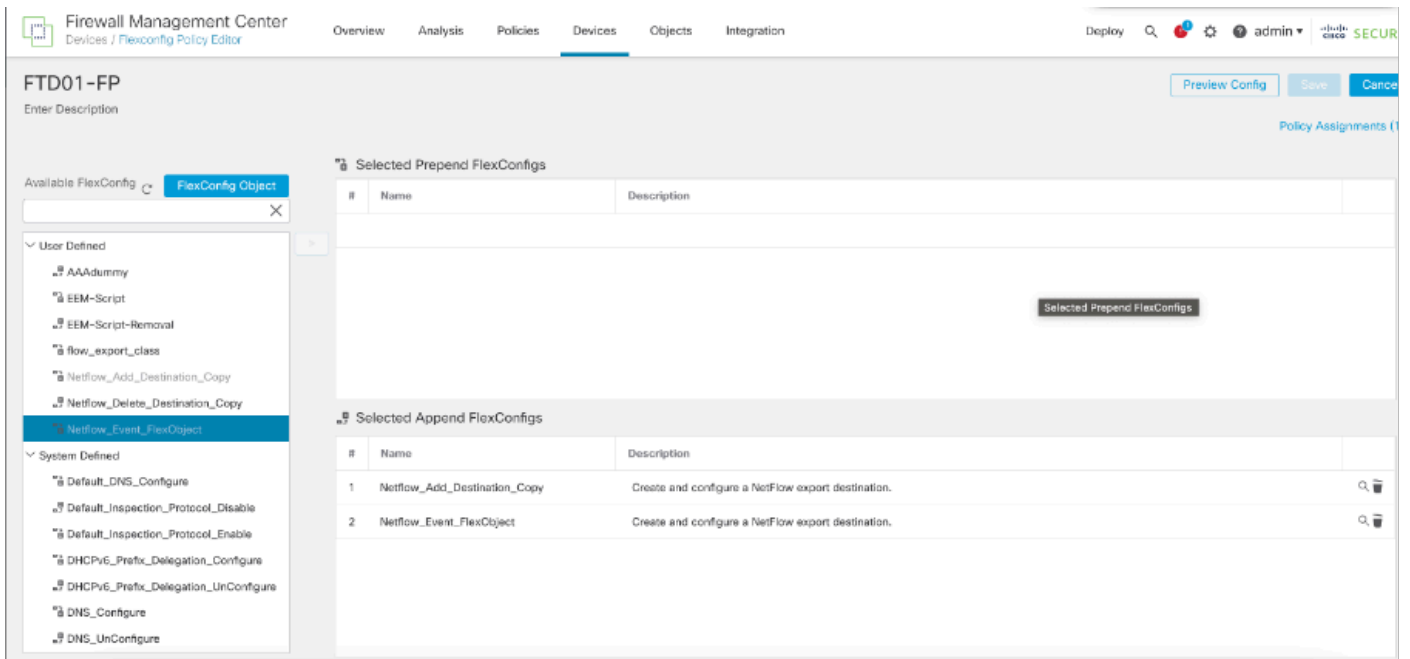 Firewall Management Center
Devices / Flexconfig Policy Editor
Overview Analysis Policies Devices Objects Integration
Deploy admin cisco SECUR
FTD01-FP
Enter Description
Preview Config Save Cance
Policy Assignments (1
Available FlexConfig FlexConfig Object
Selected Prepend FlexConfigs
# Name Description
User Defined
AAAdummy
EEM-Script
EEM-Script-Removal
flow_export_class
Netflow_Add_Destination_Copy
Netflow_Delete_Destination_Copy
Netflow_Event_FlexObject
System Defined
Default_DNS_Configure
Default_Inspection_Protocol_Disable
Default_Inspection_Protocol_Enable
DHCPv6_Prefix_Delegation_Configure
DHCPv6_Prefix_Delegation_UnConfigure
DNS_Configure
DNS_UnConfigure
Selected Prepend FlexConfigs
Selected Append FlexConfigs
# Name Description
1 Netflow_Add_Destination_Copy Create and configure a NetFlow export destination.
2 Netflow_Event_FlexObject Create and configure a NetFlow export destination.